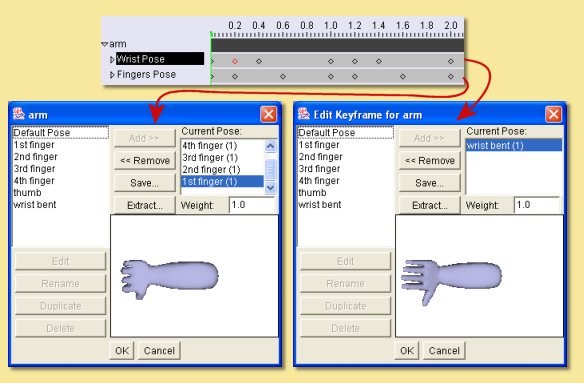 0.2 0.4 0.6 0.8 1.0 1.2 1.4 1.6 1.8 2.0
arm
Wrist Pose
Fingers Pose
arm
Default Pose
1st finger
2nd finger
3rd finger
4th finger
thumb
wrist bent
Add >>
<< Remove
Save...
Extract...
Current Pose:
4th finger (1)
3rd finger (1)
2nd finger (1)
1st finger (1)
Weight: 1.0
Edit
Rename
Duplicate
Delete
OK Cancel
Edit Keyframe for arm
Default Pose
1st finger
2nd finger
3rd finger
4th finger
thumb
wrist bent
Add >>
<< Remove
Save...
Extract...
Current Pose:
wrist bent (1)
Weight: 1.0
Edit
Rename
Duplicate
Delete
OK Cancel